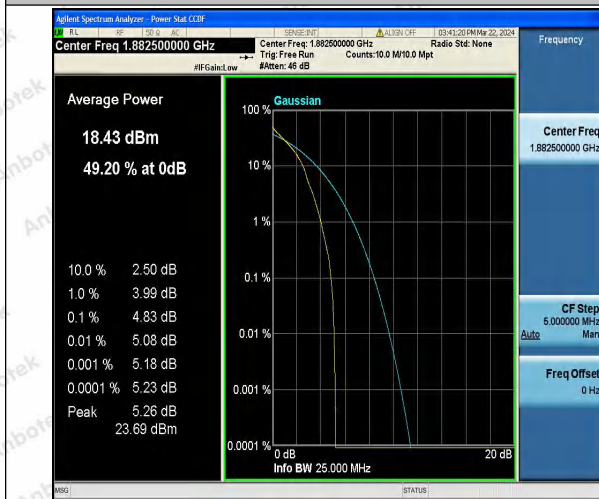 Agilent Spectrum Analyzer - Power Stat CCDF
RL RF 50 Ω AC SENSE:INT ALIGN OFF 03:41:20 PM Mar 22, 2024
Center Freq 1.882500000 GHz
Center Freq: 1.882500000 GHz Radio Std: None
Trig: Free Run Counts:10.0 M/10.0 Mpt
#IFGain:Low #Atten: 46 dB
Frequency
Average Power
18.43 dBm
49.20 % at 0dB
10.0 % 2.50 dB
1.0 % 3.99 dB
0.1 % 4.83 dB
0.01 % 5.08 dB
0.001 % 5.18 dB
0.0001 % 5.23 dB
Peak 5.26 dB
23.69 dBm
Gaussian
100 %
10 %
1 %
0.1 %
0.01 %
0.001 %
0.0001 %
0 dB 20 dB
Info BW 25.000 MHz
Center Freq
1.882500000 GHz
CF Step
5.000000 MHz
Auto Man
Freq Offset
0 Hz
MSG STATUS